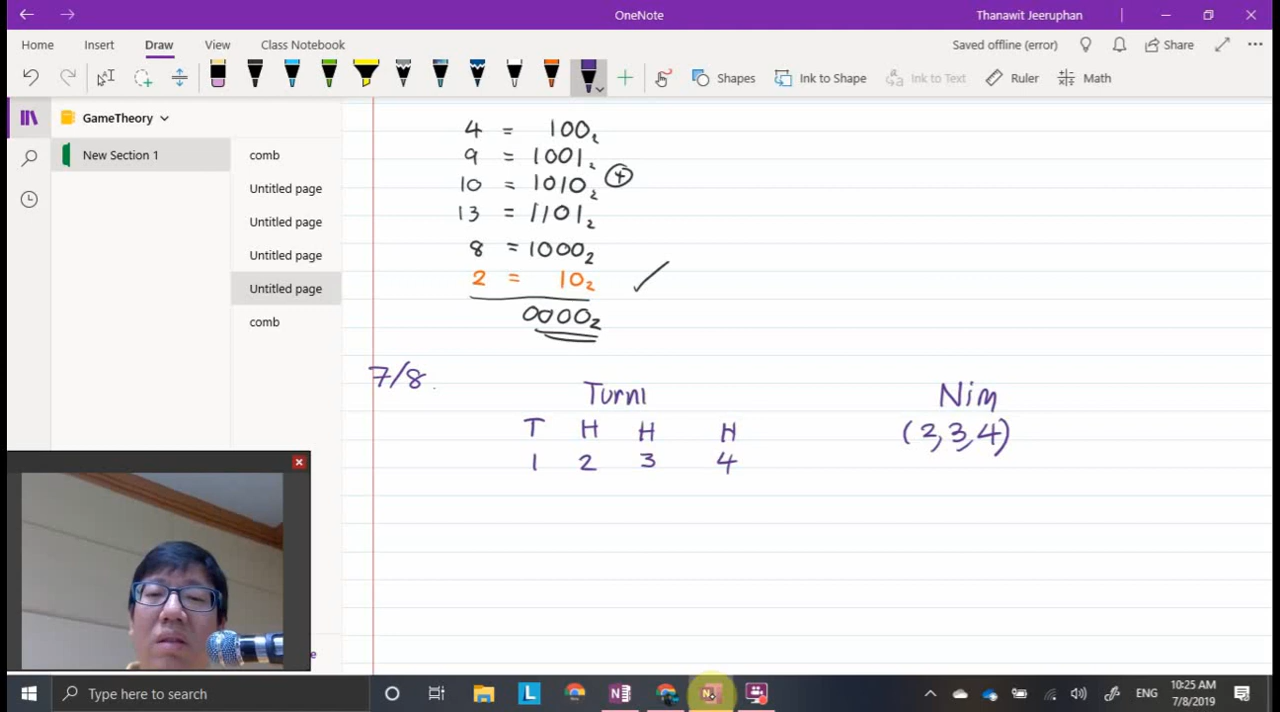 OneNote
Thanawit Jeeruphan
Home Insert Draw View Class Notebook
Saved offline (error) Share
Shapes Ink to Shape Ink to Text Ruler Math
GameTheory
New Section 1
comb
Untitled page
Untitled page
Untitled page
Untitled page
comb
4 = 100₂
9 = 1001₂
10 = 1010₂ ⊕
13 = 1101₂
8 = 1000₂
2 = 10₂ ✓
0000₂
7/8.
Turn1 Nim
T H H H (2,3,4)
1 2 3 4
Type here to search
ENG
10:25 AM
7/8/2019